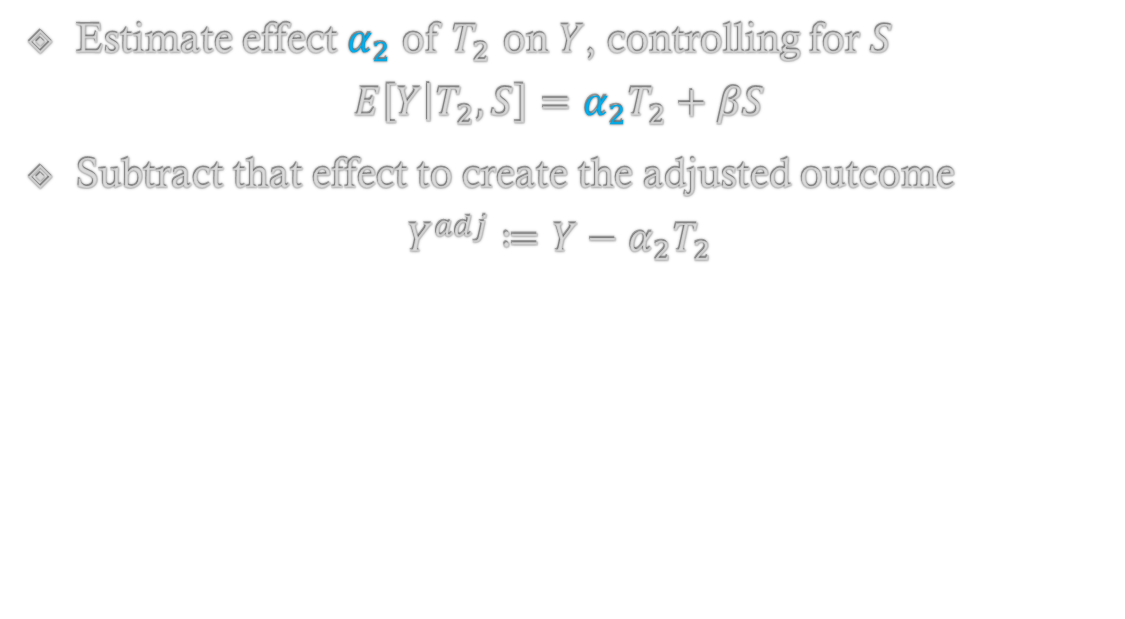 Estimate effect α₂ of T₂ on Y, controlling for S
E[Y|T₂, S] = α₂T₂ + βS
Subtract that effect to create the adjusted outcome
Y^{adj} := Y − α₂T₂